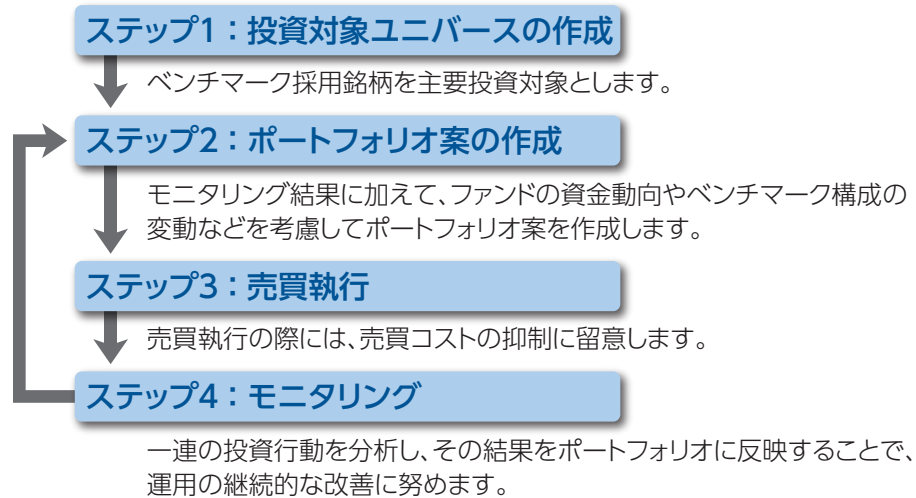 ステップ1：投資対象ユニバースの作成
ベンチマーク採用銘柄を主要投資対象とします。
ステップ2：ポートフォリオ案の作成
モニタリング結果に加えて、ファンドの資金動向やベンチマーク構成の
変動などを考慮してポートフォリオ案を作成します。
ステップ3：売買執行
売買執行の際には、売買コストの抑制に留意します。
ステップ4：モニタリング
一連の投資行動を分析し、その結果をポートフォリオに反映することで、
運用の継続的な改善に努めます。